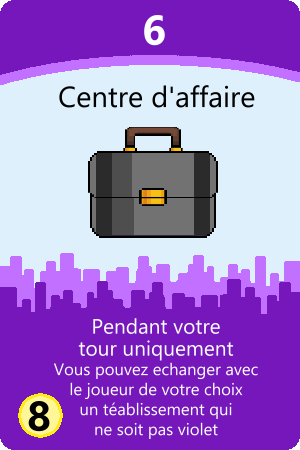 6
Centre d'affaire
Pendant votre
tour uniquement
Vous pouvez echanger avec
le joueur de votre choix
un téablissement qui
ne soit pas violet
8